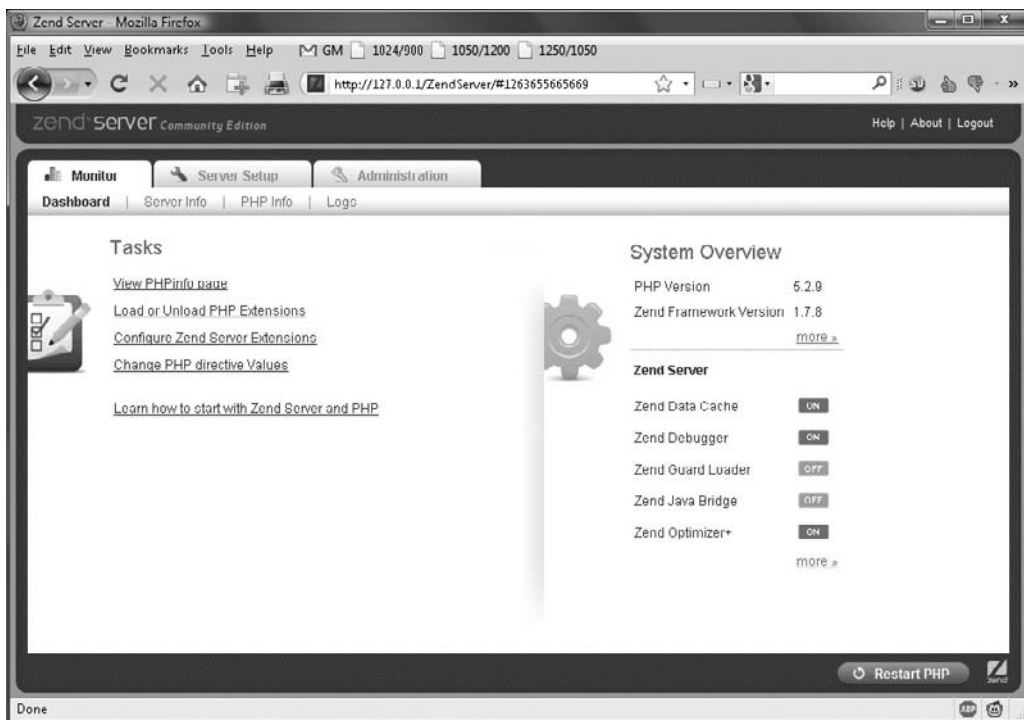 Zend Server - Mozilla Firefox
File Edit View Bookmarks Tools Help GM 1024/900 1050/1200 1250/1050
http://127.0.0.1/ZendServer/#1263655665669
zend server Community Edition
Help | About | Logout
Monitor Server Setup Administration
Dashboard | Server Info | PHP Info | Logs
Tasks
View PHPinfo page
Load or Unload PHP Extensions
Configure Zend Server Extensions
Change PHP directive Values
Learn how to start with Zend Server and PHP
System Overview
PHP Version 5.2.9
Zend Framework Version 1.7.8
more »
Zend Server
Zend Data Cache ON
Zend Debugger ON
Zend Guard Loader OFF
Zend Java Bridge OFF
Zend Optimizer+ ON
more »
Restart PHP
zend
Done
ABP